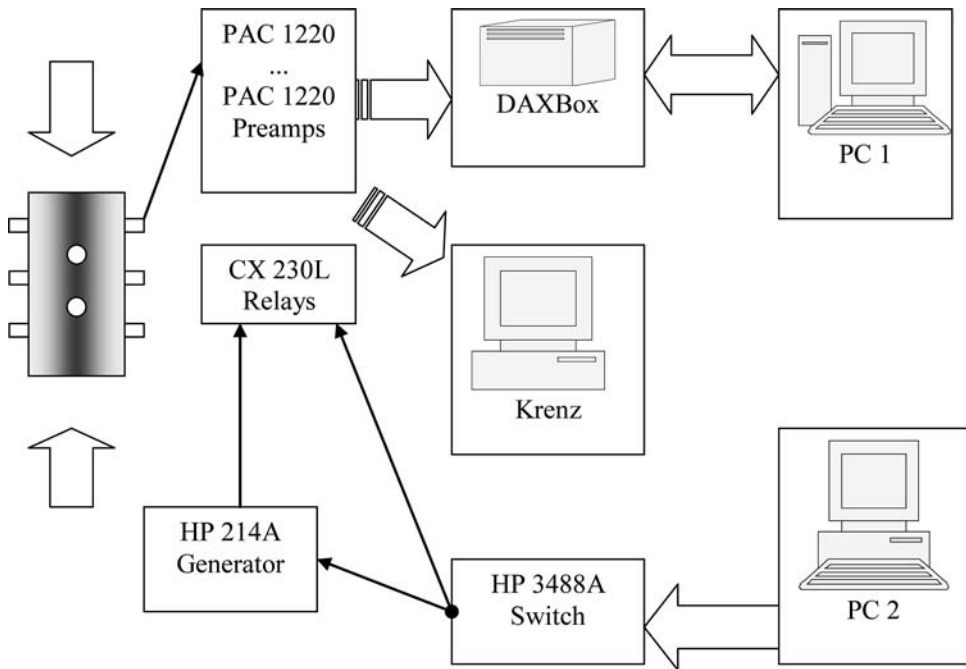 PAC 1220
...
PAC 1220
Preamps
DAXBox
PC 1
CX 230L
Relays
Krenz
HP 214A
Generator
HP 3488A
Switch
PC 2